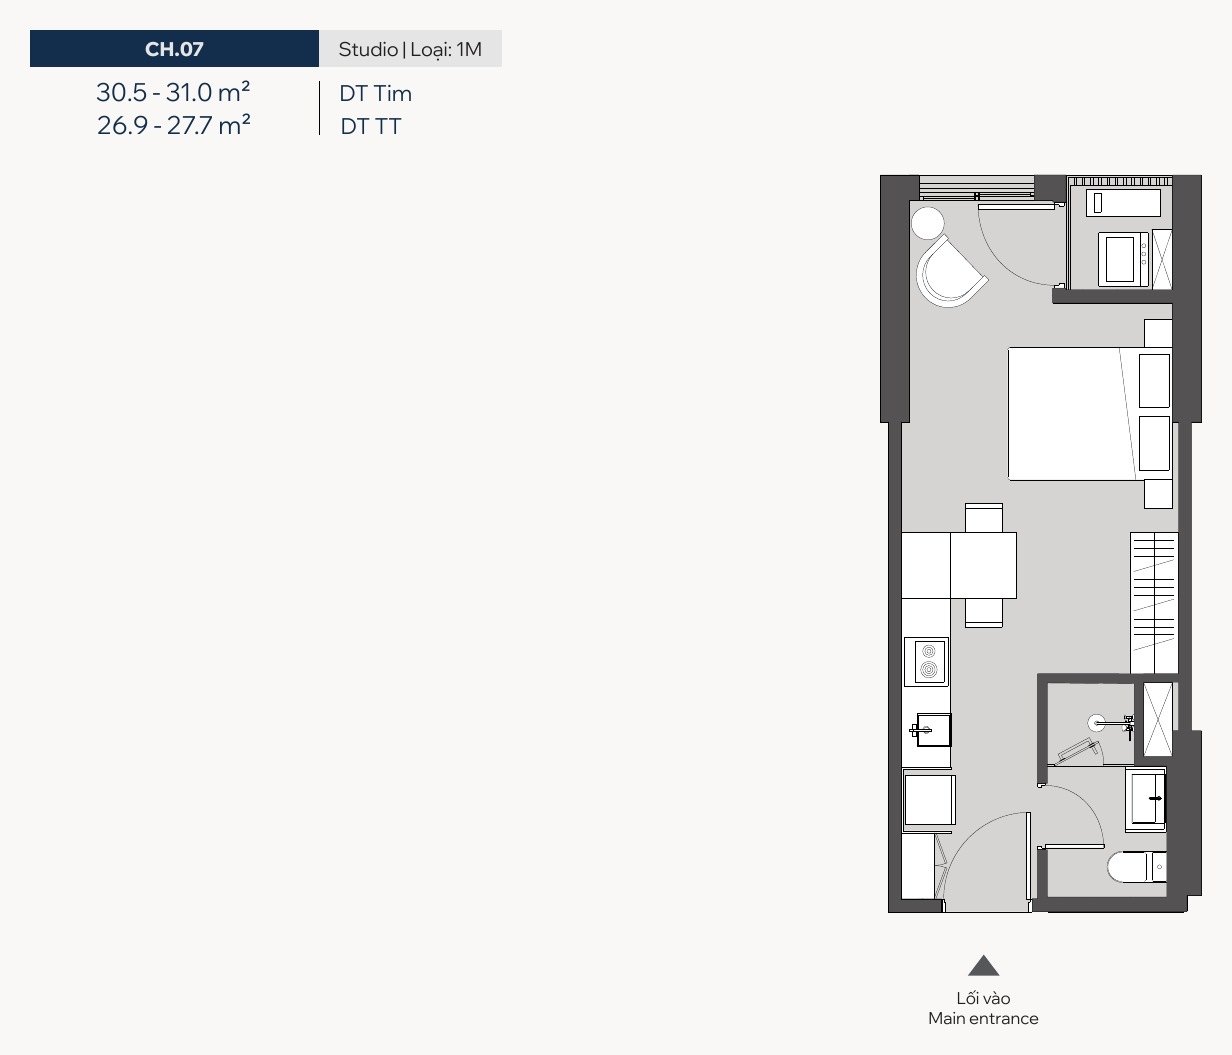 CH.07
Studio | Loại: 1M
30.5 - 31.0 m²
DT Tim
26.9 - 27.7 m²
DT TT
Lối vào
Main entrance